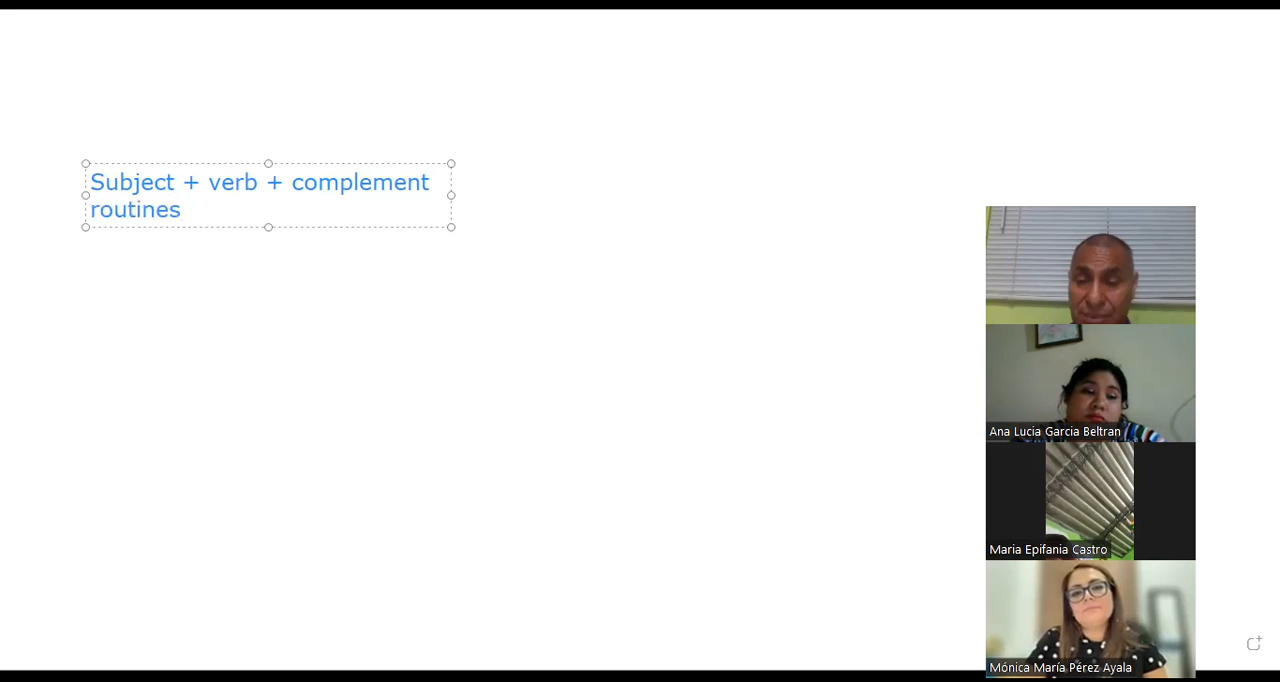 Subject + verb + complement
routines
Ana Lucia Garcia Beltran
Maria Epifania Castro
Mónica María Pérez Ayala